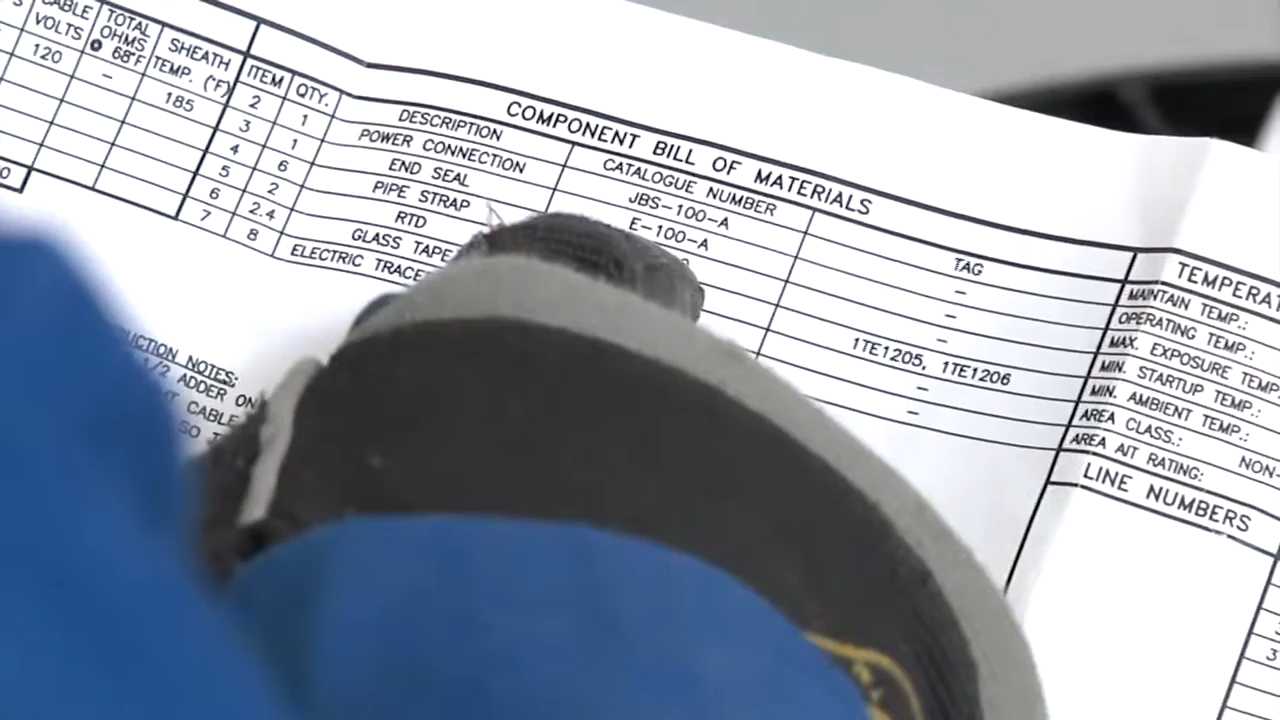 CABLE VOLTS
TOTAL OHMS @ 68°F
SHEATH TEMP. (°F)
120 – 185
COMPONENT BILL OF MATERIALS
ITEM QTY. DESCRIPTION CATALOGUE NUMBER TAG
2 1 POWER CONNECTION JBS-100-A –
3 1 END SEAL E-100-A –
4 6 PIPE STRAP –
5 2 RTD 1TE1205, 1TE1206
6 2.4 GLASS TAPE –
7 8 ELECTRIC TRACE –
TEMPERAT
MAINTAIN TEMP.:
OPERATING TEMP.:
MAX. EXPOSURE TEMP
MIN. STARTUP TEMP.:
MIN. AMBIENT TEMP.:
AREA CLASS.: NON-
AREA AIT RATING:
LINE NUMBERS
UCTION NOTES:
1/2 ADDER ON
CABLE
SO